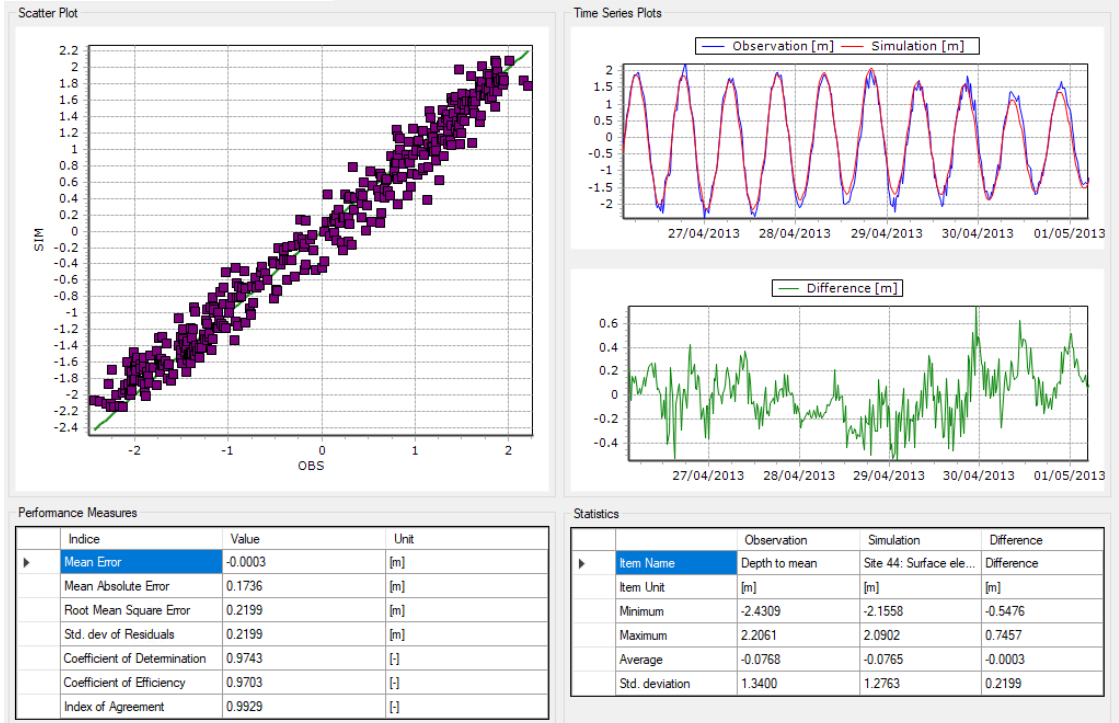 Scatter Plot
2.2
2
1.8
1.6
1.4
1.2
1
0.8
0.6
0.4
0.2
0
-0.2
-0.4
-0.6
-0.8
-1
-1.2
-1.4
-1.6
-1.8
-2
-2.2
-2.4
SIM
-2 -1 0 1 2
OBS
Time Series Plots
Observation [m] Simulation [m]
2
1.5
1
0.5
0
-0.5
-1
-1.5
-2
27/04/2013 28/04/2013 29/04/2013 30/04/2013 01/05/2013
Difference [m]
0.6
0.4
0.2
0
-0.2
-0.4
27/04/2013 28/04/2013 29/04/2013 30/04/2013 01/05/2013
Performance Measures
Indice Value Unit
Mean Error -0.0003 [m]
Mean Absolute Error 0.1736 [m]
Root Mean Square Error 0.2199 [m]
Std. dev of Residuals 0.2199 [m]
Coefficient of Determination 0.9743 [-]
Coefficient of Efficiency 0.9703 [-]
Index of Agreement 0.9929 [-]
Statistics
Observation Simulation Difference
Item Name Depth to mean Site 44: Surface ele... Difference
Item Unit [m] [m] [m]
Minimum -2.4309 -2.1558 -0.5476
Maximum 2.2061 2.0902 0.7457
Average -0.0768 -0.0765 -0.0003
Std. deviation 1.3400 1.2763 0.2199